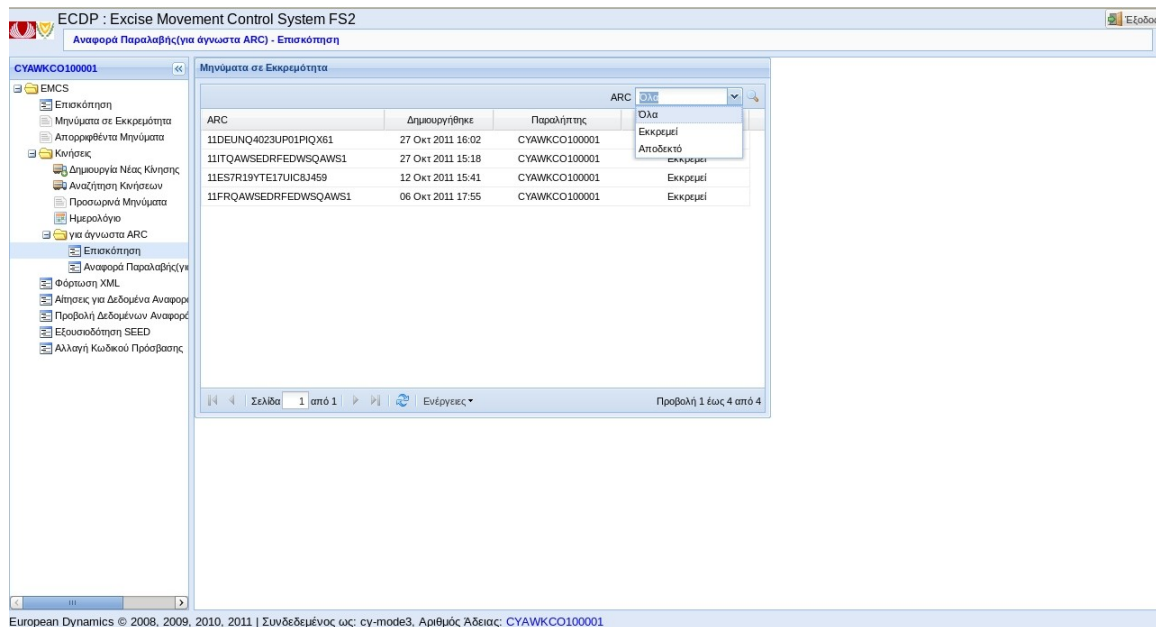 ECDP : Excise Movement Control System FS2
Έξοδος
Αναφορά Παραλαβής(για άγνωστα ARC) - Επισκόπηση
CYAWKCO100001
EMCS
Επισκόπηση
Μηνύματα σε Εκκρεμότητα
Απορριφθέντα Μηνύματα
Κινήσεις
Δημιουργία Νέας Κίνησης
Αναζήτηση Κινήσεων
Προσωρινά Μηνύματα
Ημερολόγιο
για άγνωστα ARC
Επισκόπηση
Αναφορά Παραλαβής(για
Φόρτωση XML
Αίτησεις για Δεδομένα Αναφορά
Προβολή Δεδομένων Αναφορά
Εξουσιοδότηση SEED
Αλλαγή Κωδικού Πρόσβασης
Μηνύματα σε Εκκρεμότητα
ARC Όλα
Όλα
Εκκρεμεί
Αποδεκτό
ARC Δημιουργήθηκε Παραλήπτης
11DEUNQ4023UP01PIQX61 27 Οκτ 2011 16:02 CYAWKCO100001
11ITQAWSEDRFEDWSQAWS1 27 Οκτ 2011 15:18 CYAWKCO100001 Εκκρεμεί
11ES7R19YTE17UIC8J459 12 Οκτ 2011 15:41 CYAWKCO100001 Εκκρεμεί
11FRQAWSEDRFEDWSQAWS1 06 Οκτ 2011 17:55 CYAWKCO100001 Εκκρεμεί
Σελίδα 1 από 1 Ενέργειες Προβολή 1 έως 4 από 4
European Dynamics © 2008, 2009, 2010, 2011 | Συνδεδεμένος ως: cy-mode3, Αριθμός Άδειας: CYAWKCO100001